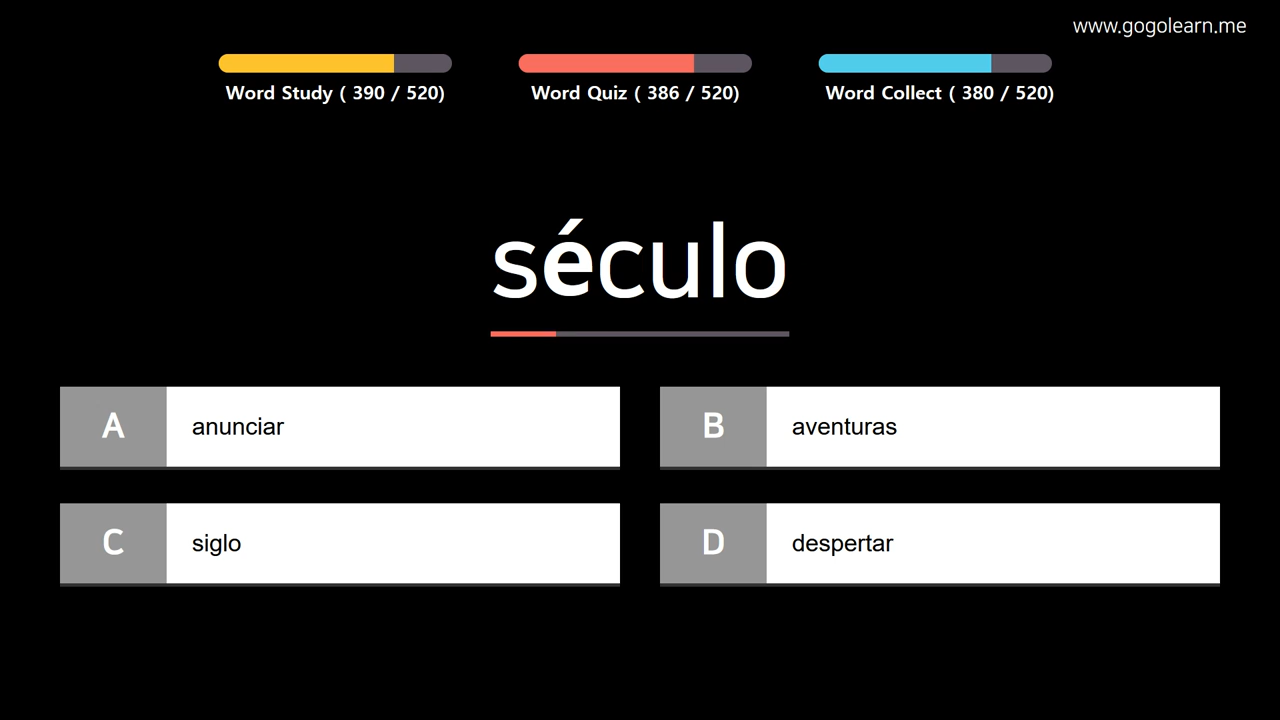 www.gogolearn.me
Word Study ( 390 / 520)
Word Quiz ( 386 / 520)
Word Collect ( 380 / 520)
século
A anunciar
B aventuras
C siglo
D despertar